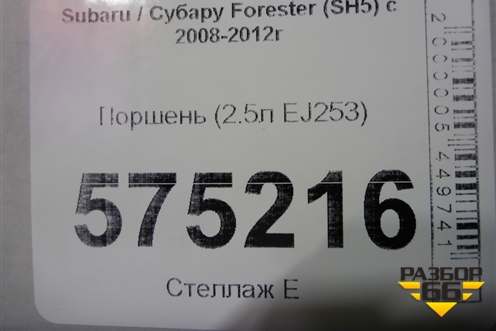 Subaru / Субару Forester (SH5) с
2008-2012г
Поршень (2.5л EJ253)
575216
Стеллаж Е
2000005449741
РАЗБОР
66